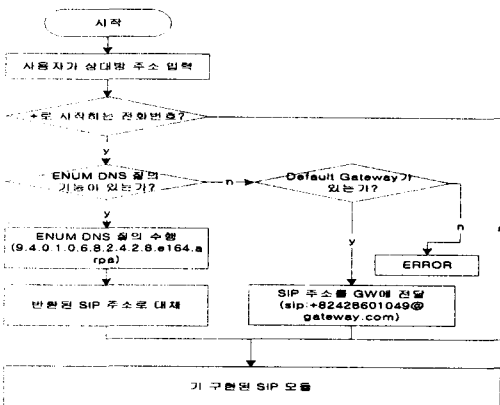 시작
사용자가 상대방 주소 입력
+로 시작하는 전화번호?
y
ENUM DNS 질의
기능이 있는가?
n
Default Gateway가
있는가?
y
y
n
ENUM DNS 질의 수행
(9.4.0.1.0.6.8.2.4.2.8.e164.a
rpa)
ERROR
반환된 SIP 주소로 대체
SIP 주소를 GW에 전달
(sip:+82428601049@
gateway.com)
기 구현된 SIP 모듈